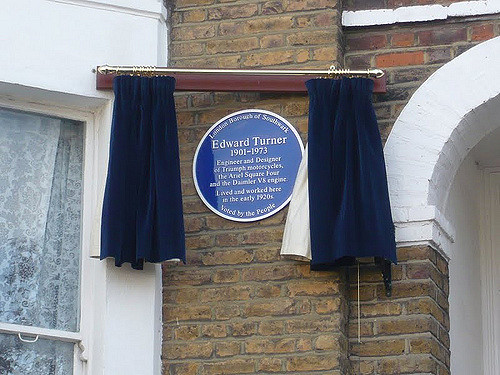 London Borough of Southwark
Edward Turner
1901-1973
Engineer and Designer
of Triumph motorcycles,
the Ariel Square Four
and the Daimler V8 engine.
Lived and worked here
in the early 1920s.
Voted by the People